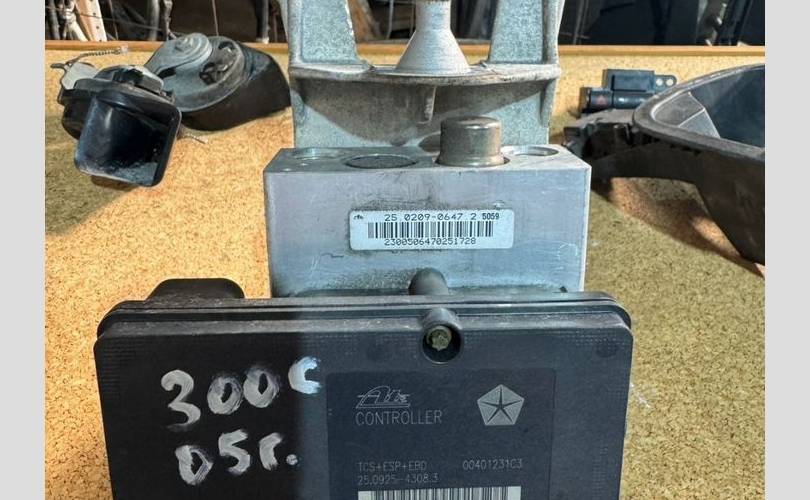 25.0209-0647.2 5059
2300506470251728
300C
05г.
Ate
CONTROLLER
TCS+ESP+EBD 00401231C3
25.0925-4308.3